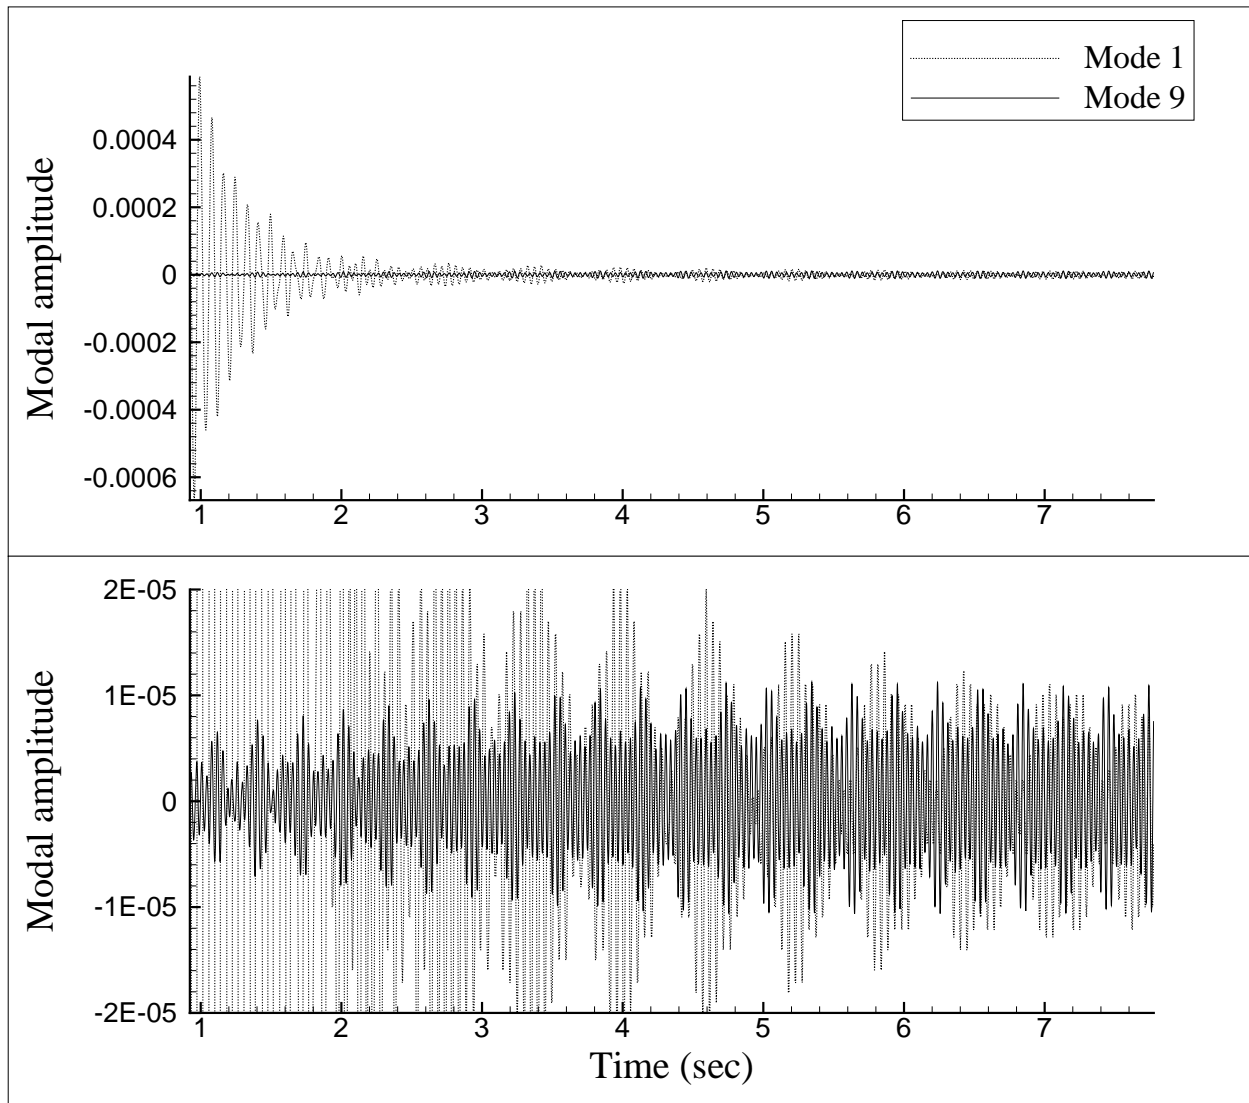 Mode 1
Mode 9
Modal amplitude
0.0004
0.0002
0
-0.0002
-0.0004
-0.0006
1 2 3 4 5 6 7
Modal amplitude
2E-05
1E-05
0
-1E-05
-2E-05
1 2 3 4 5 6 7
Time (sec)